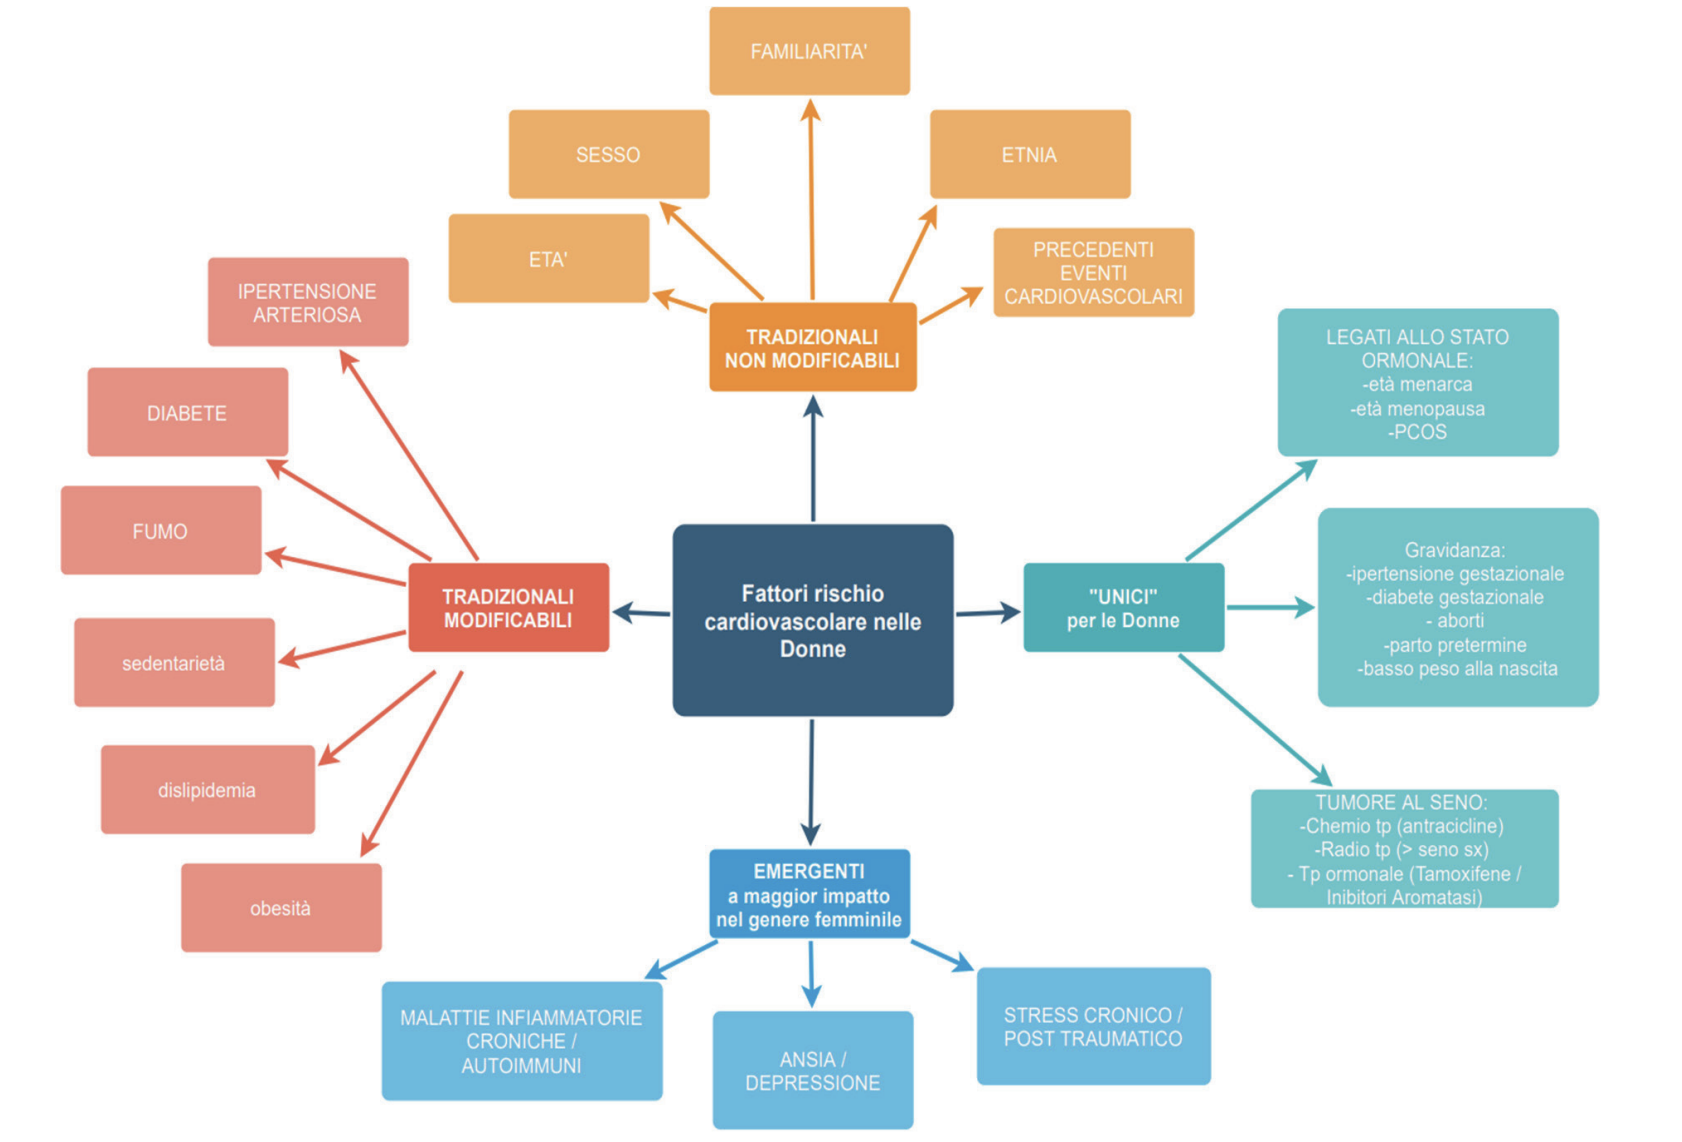 FAMILIARITA'
SESSO
ETNIA
ETA'
PRECEDENTI
EVENTI
CARDIOVASCOLARI
TRADIZIONALI
NON MODIFICABILI
IPERTENSIONE
ARTERIOSA
DIABETE
FUMO
sedentarietà
dislipidemia
obesità
TRADIZIONALI
MODIFICABILI
Fattori rischio
cardiovascolare nelle
Donne
"UNICI"
per le Donne
LEGATI ALLO STATO
ORMONALE:
-età menarca
-età menopausa
-PCOS
Gravidanza:
-ipertensione gestazionale
-diabete gestazionale
- aborti
-parto pretermine
-basso peso alla nascita
TUMORE AL SENO:
-Chemio tp (antracicline)
-Radio tp (> seno sx)
- Tp ormonale (Tamoxifene /
Inibitori Aromatasi)
EMERGENTI
a maggior impatto
nel genere femminile
MALATTIE INFIAMMATORIE
CRONICHE /
AUTOIMMUNI
ANSIA /
DEPRESSIONE
STRESS CRONICO /
POST TRAUMATICO